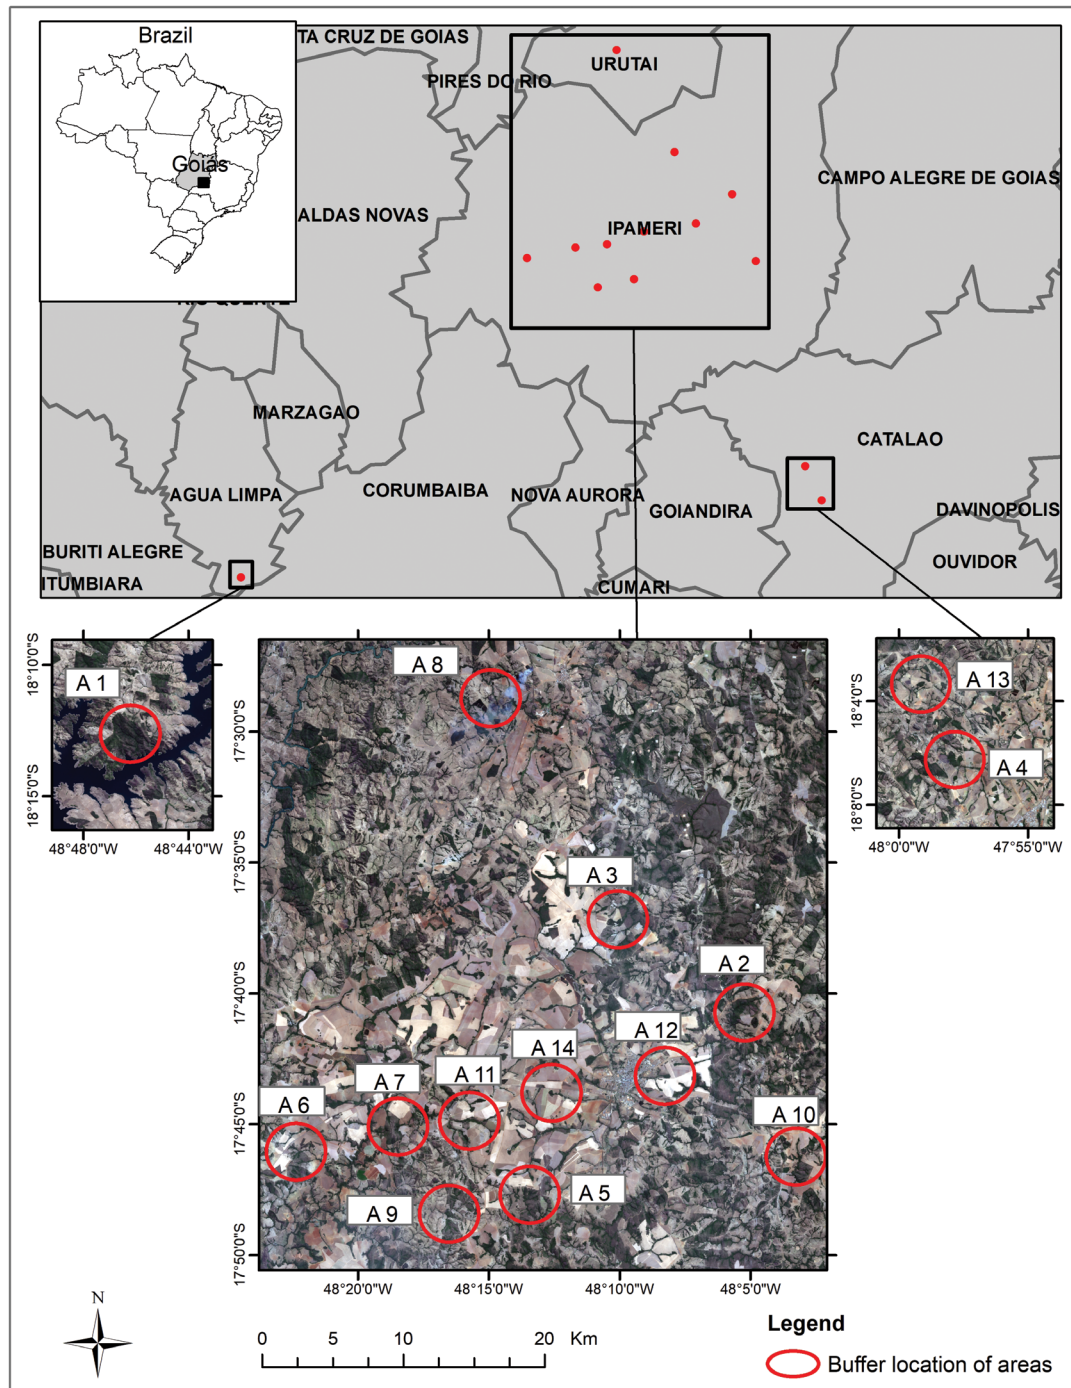 Brazil
Goiás
TA CRUZ DE GOIAS
PIRES DO RIO
URUTAI
CAMPO ALEGRE DE GOIAS
ALDAS NOVAS
IPAMERI
RIO QUENTE
MARZAGAO
CATALAO
AGUA LIMPA
CORUMBAIBA
NOVA AURORA
GOIANDIRA
DAVINOPOLIS
BURITI ALEGRE
OUVIDOR
ITUMBIARA
CUMARI
18°10'0"S
18°15'0"S
A 1
48°48'0"W
48°44'0"W
A 8
17°30'0"S
17°35'0"S
17°40'0"S
17°45'0"S
17°50'0"S
A 3
A 2
A 12
A 14
A 11
A 7
A 6
A 10
A 5
A 9
48°20'0"W
48°15'0"W
48°10'0"W
48°5'0"W
A 13
A 4
18°4'0"S
18°8'0"S
48°0'0"W
47°55'0"W
N
0 5 10 20 Km
Legend
Buffer location of areas